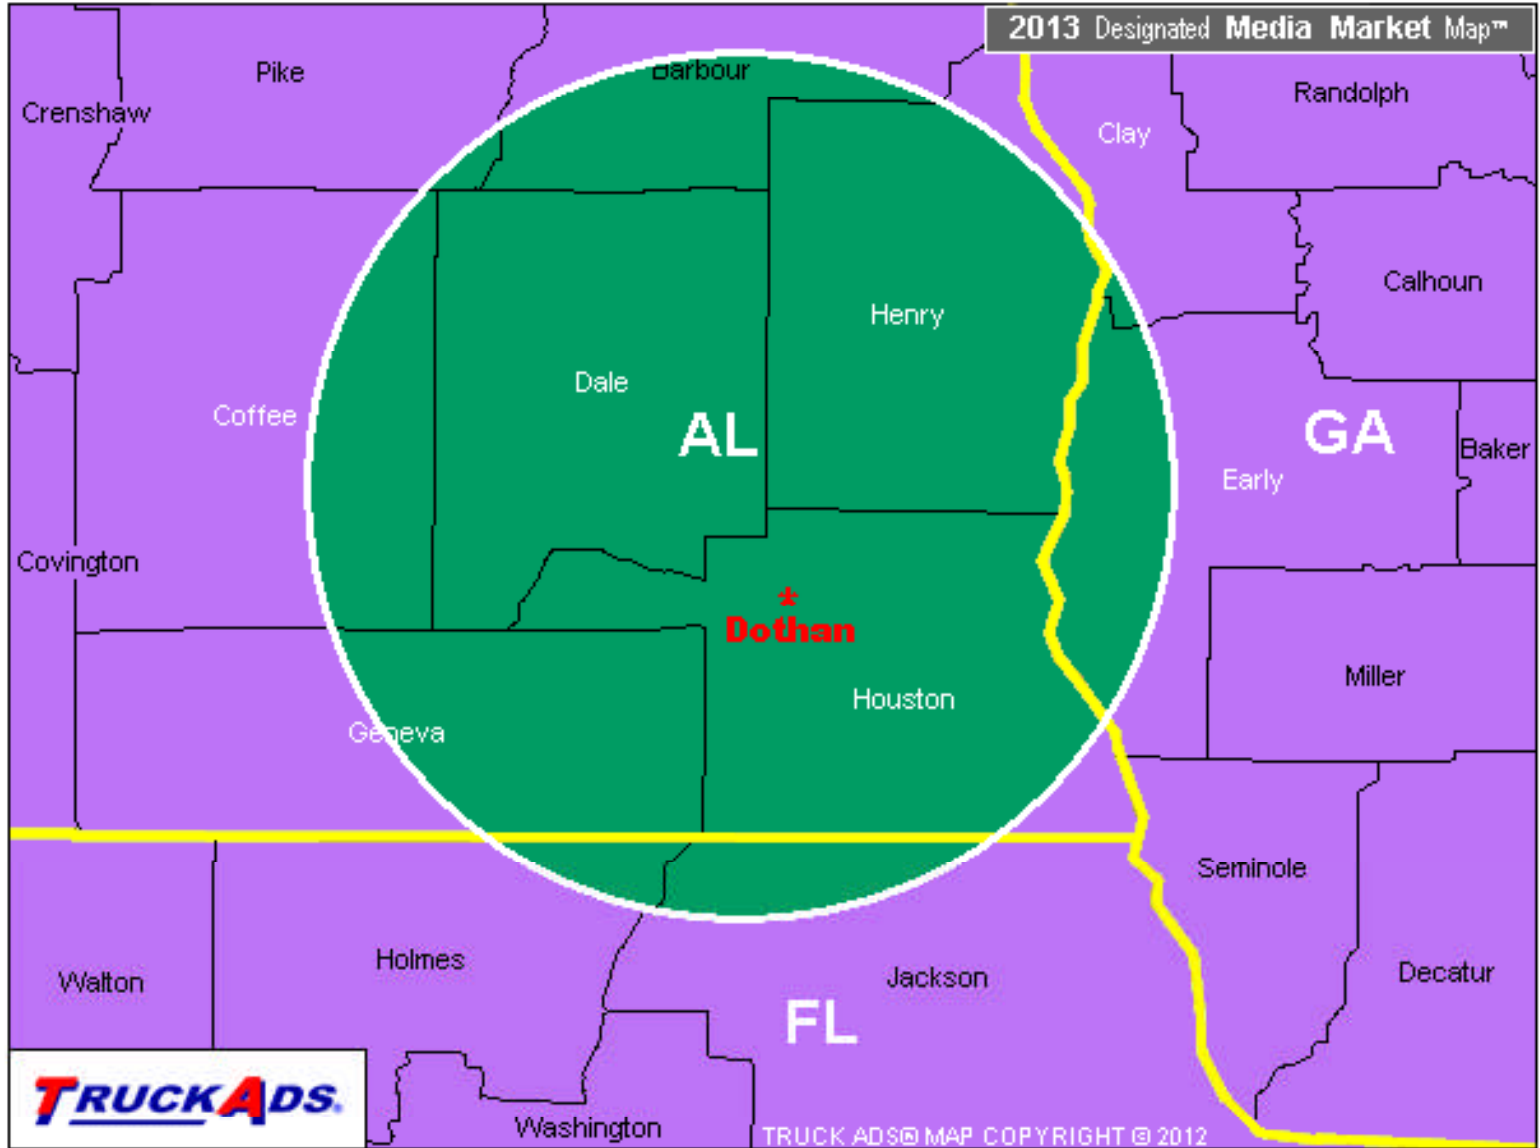 2013 Designated Media Market Map™
Pike
Barbour
Crenshaw
Randolph
Clay
Calhoun
Henry
Dale
Coffee
AL
GA
Baker
Early
Covington
*
Dothan
Miller
Houston
Geneva
Seminole
Holmes
Walton
Jackson
Decatur
FL
TRUCKADS®
Washington
TRUCK ADS® MAP COPYRIGHT © 2012